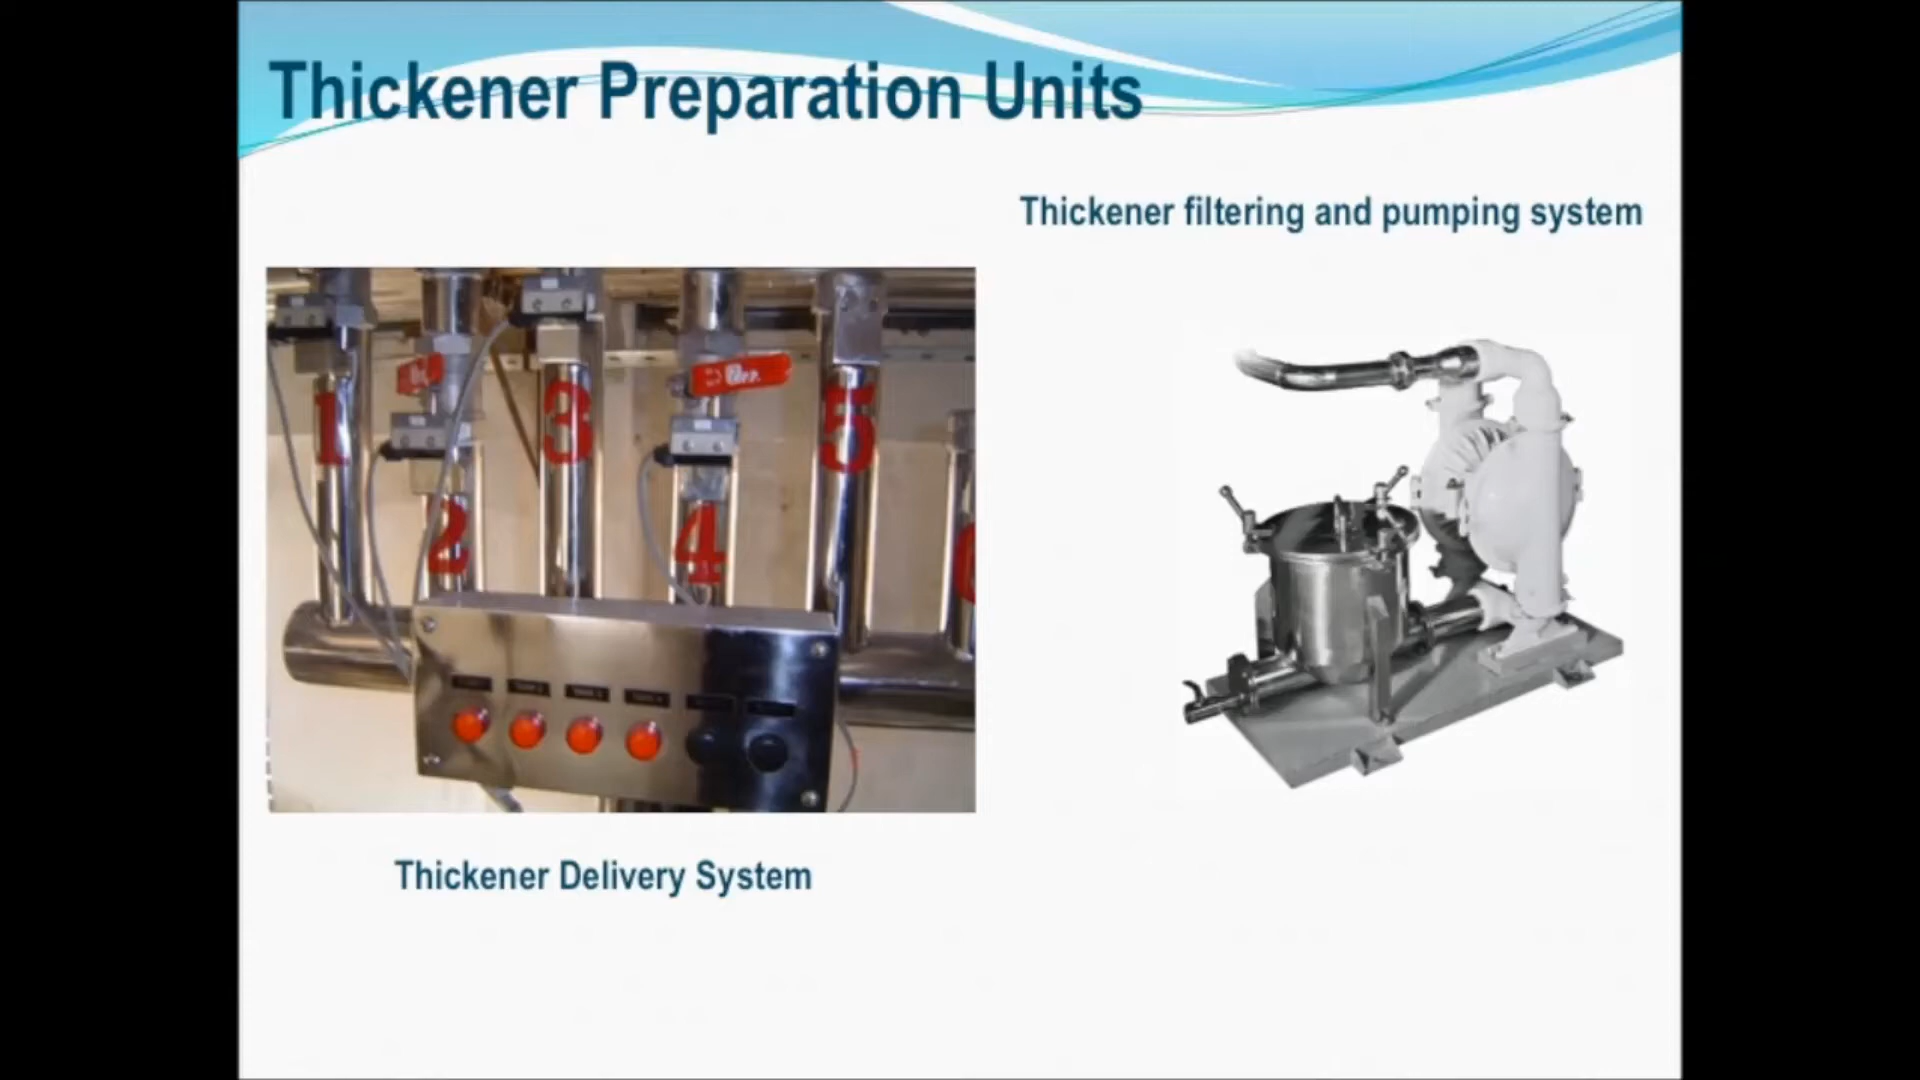 Thickener Preparation Units
Thickener filtering and pumping system
1
2
3
4
5
Thickener Delivery System